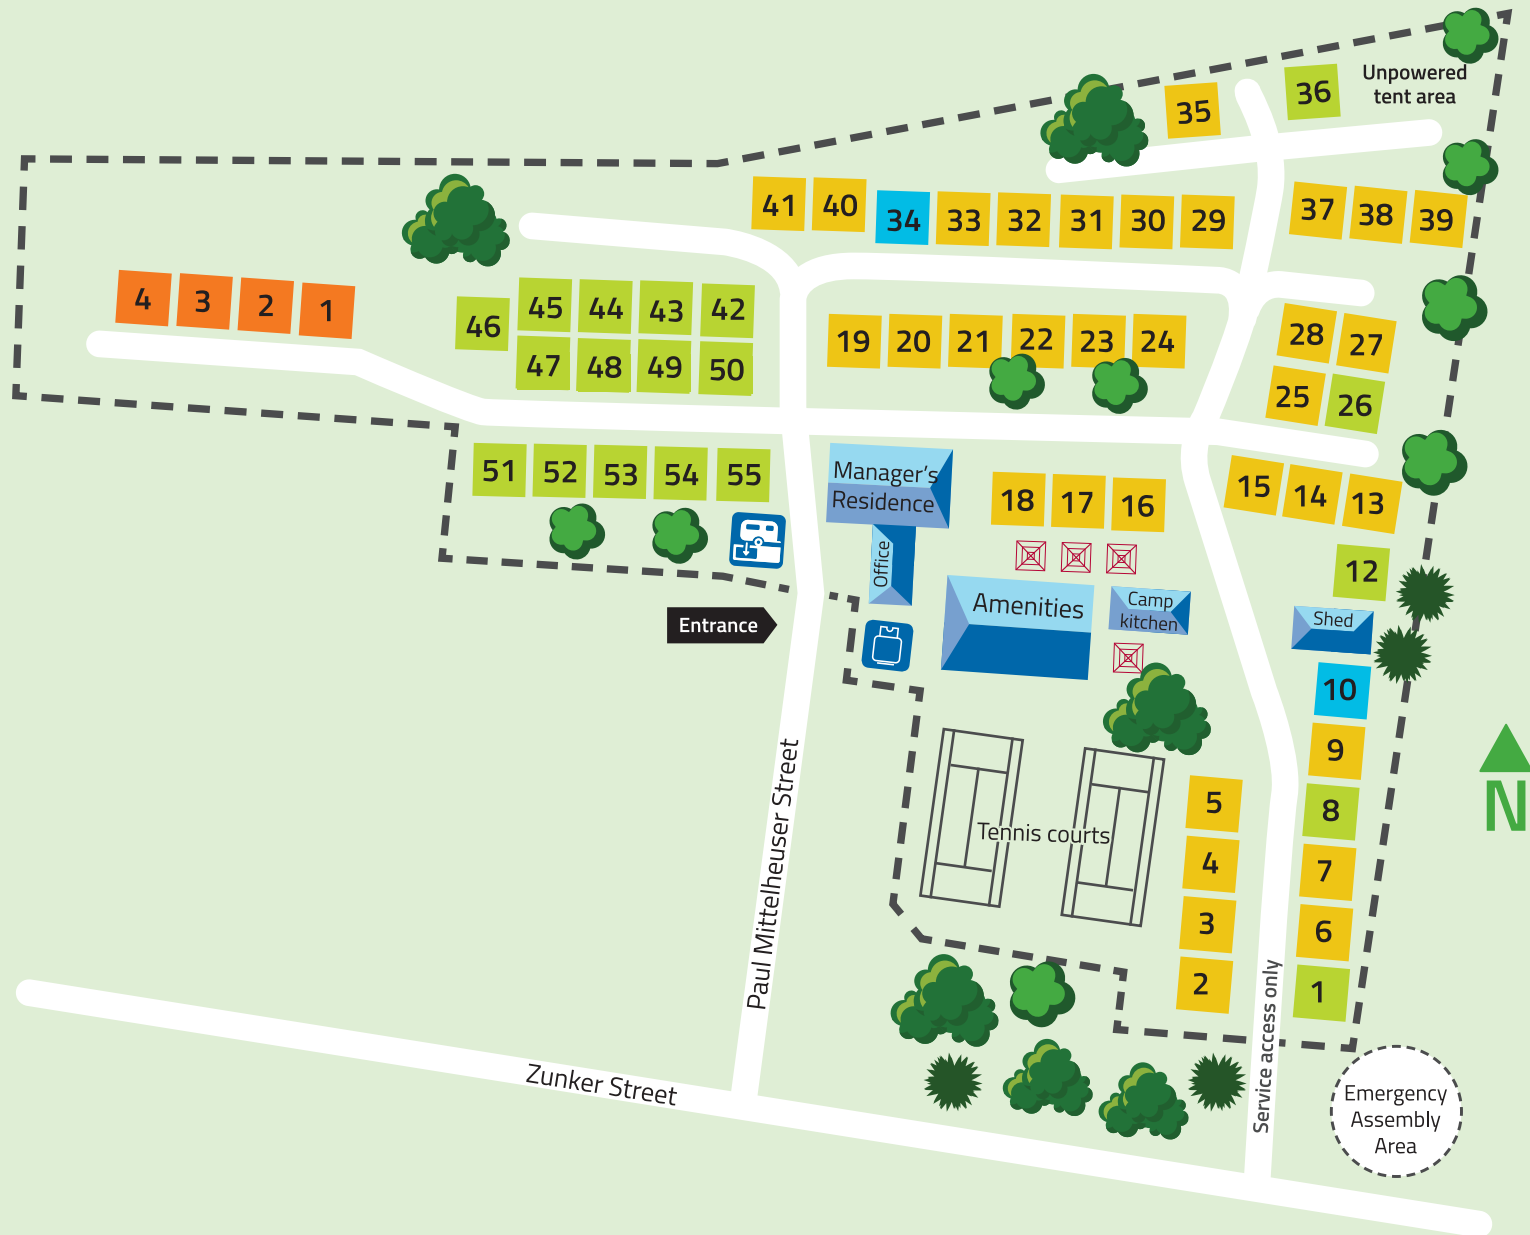 36
Unpowered
tent area
35
41 40 34 33 32 31 30 29
37 38 39
4 3 2 1
46
45 44 43 42
47 48 49 50
19 20 21 22 23 24
28 27
25 26
51 52 53 54 55
Manager's
Residence
Office
18 17 16
15 14 13
12
Entrance
Amenities
Camp
kitchen
Shed
10
9
8
7
6
1
5
4
3
2
Tennis courts
N
Paul Mittelheuser Street
Service access only
Zunker Street
Emergency
Assembly
Area